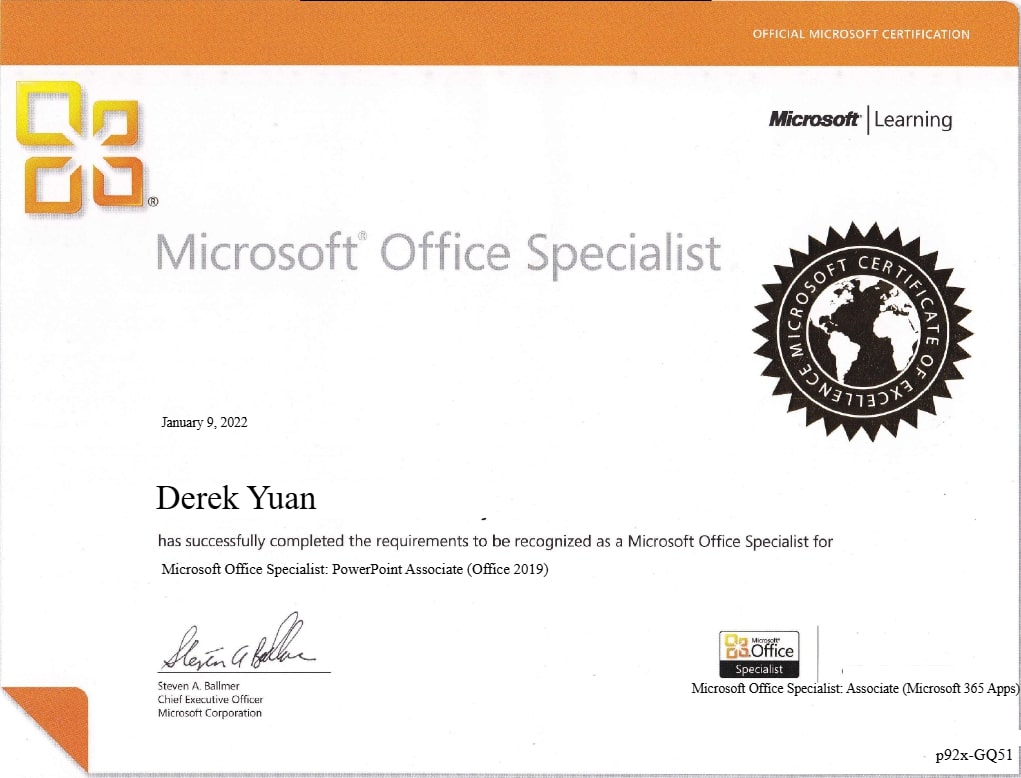 OFFICIAL MICROSOFT CERTIFICATION
Microsoft® | Learning
®
Microsoft® Office Specialist
MICROSOFT CERTIFICATE OF EXCELLENCE
January 9, 2022
Derek Yuan
has successfully completed the requirements to be recognized as a Microsoft Office Specialist for
Microsoft Office Specialist: PowerPoint Associate (Office 2019)
Steven A Ballmer
Steven A. Ballmer
Chief Executive Officer
Microsoft Corporation
Microsoft®
Office
Specialist
Microsoft Office Specialist: Associate (Microsoft 365 Apps)
p92x-GQ51